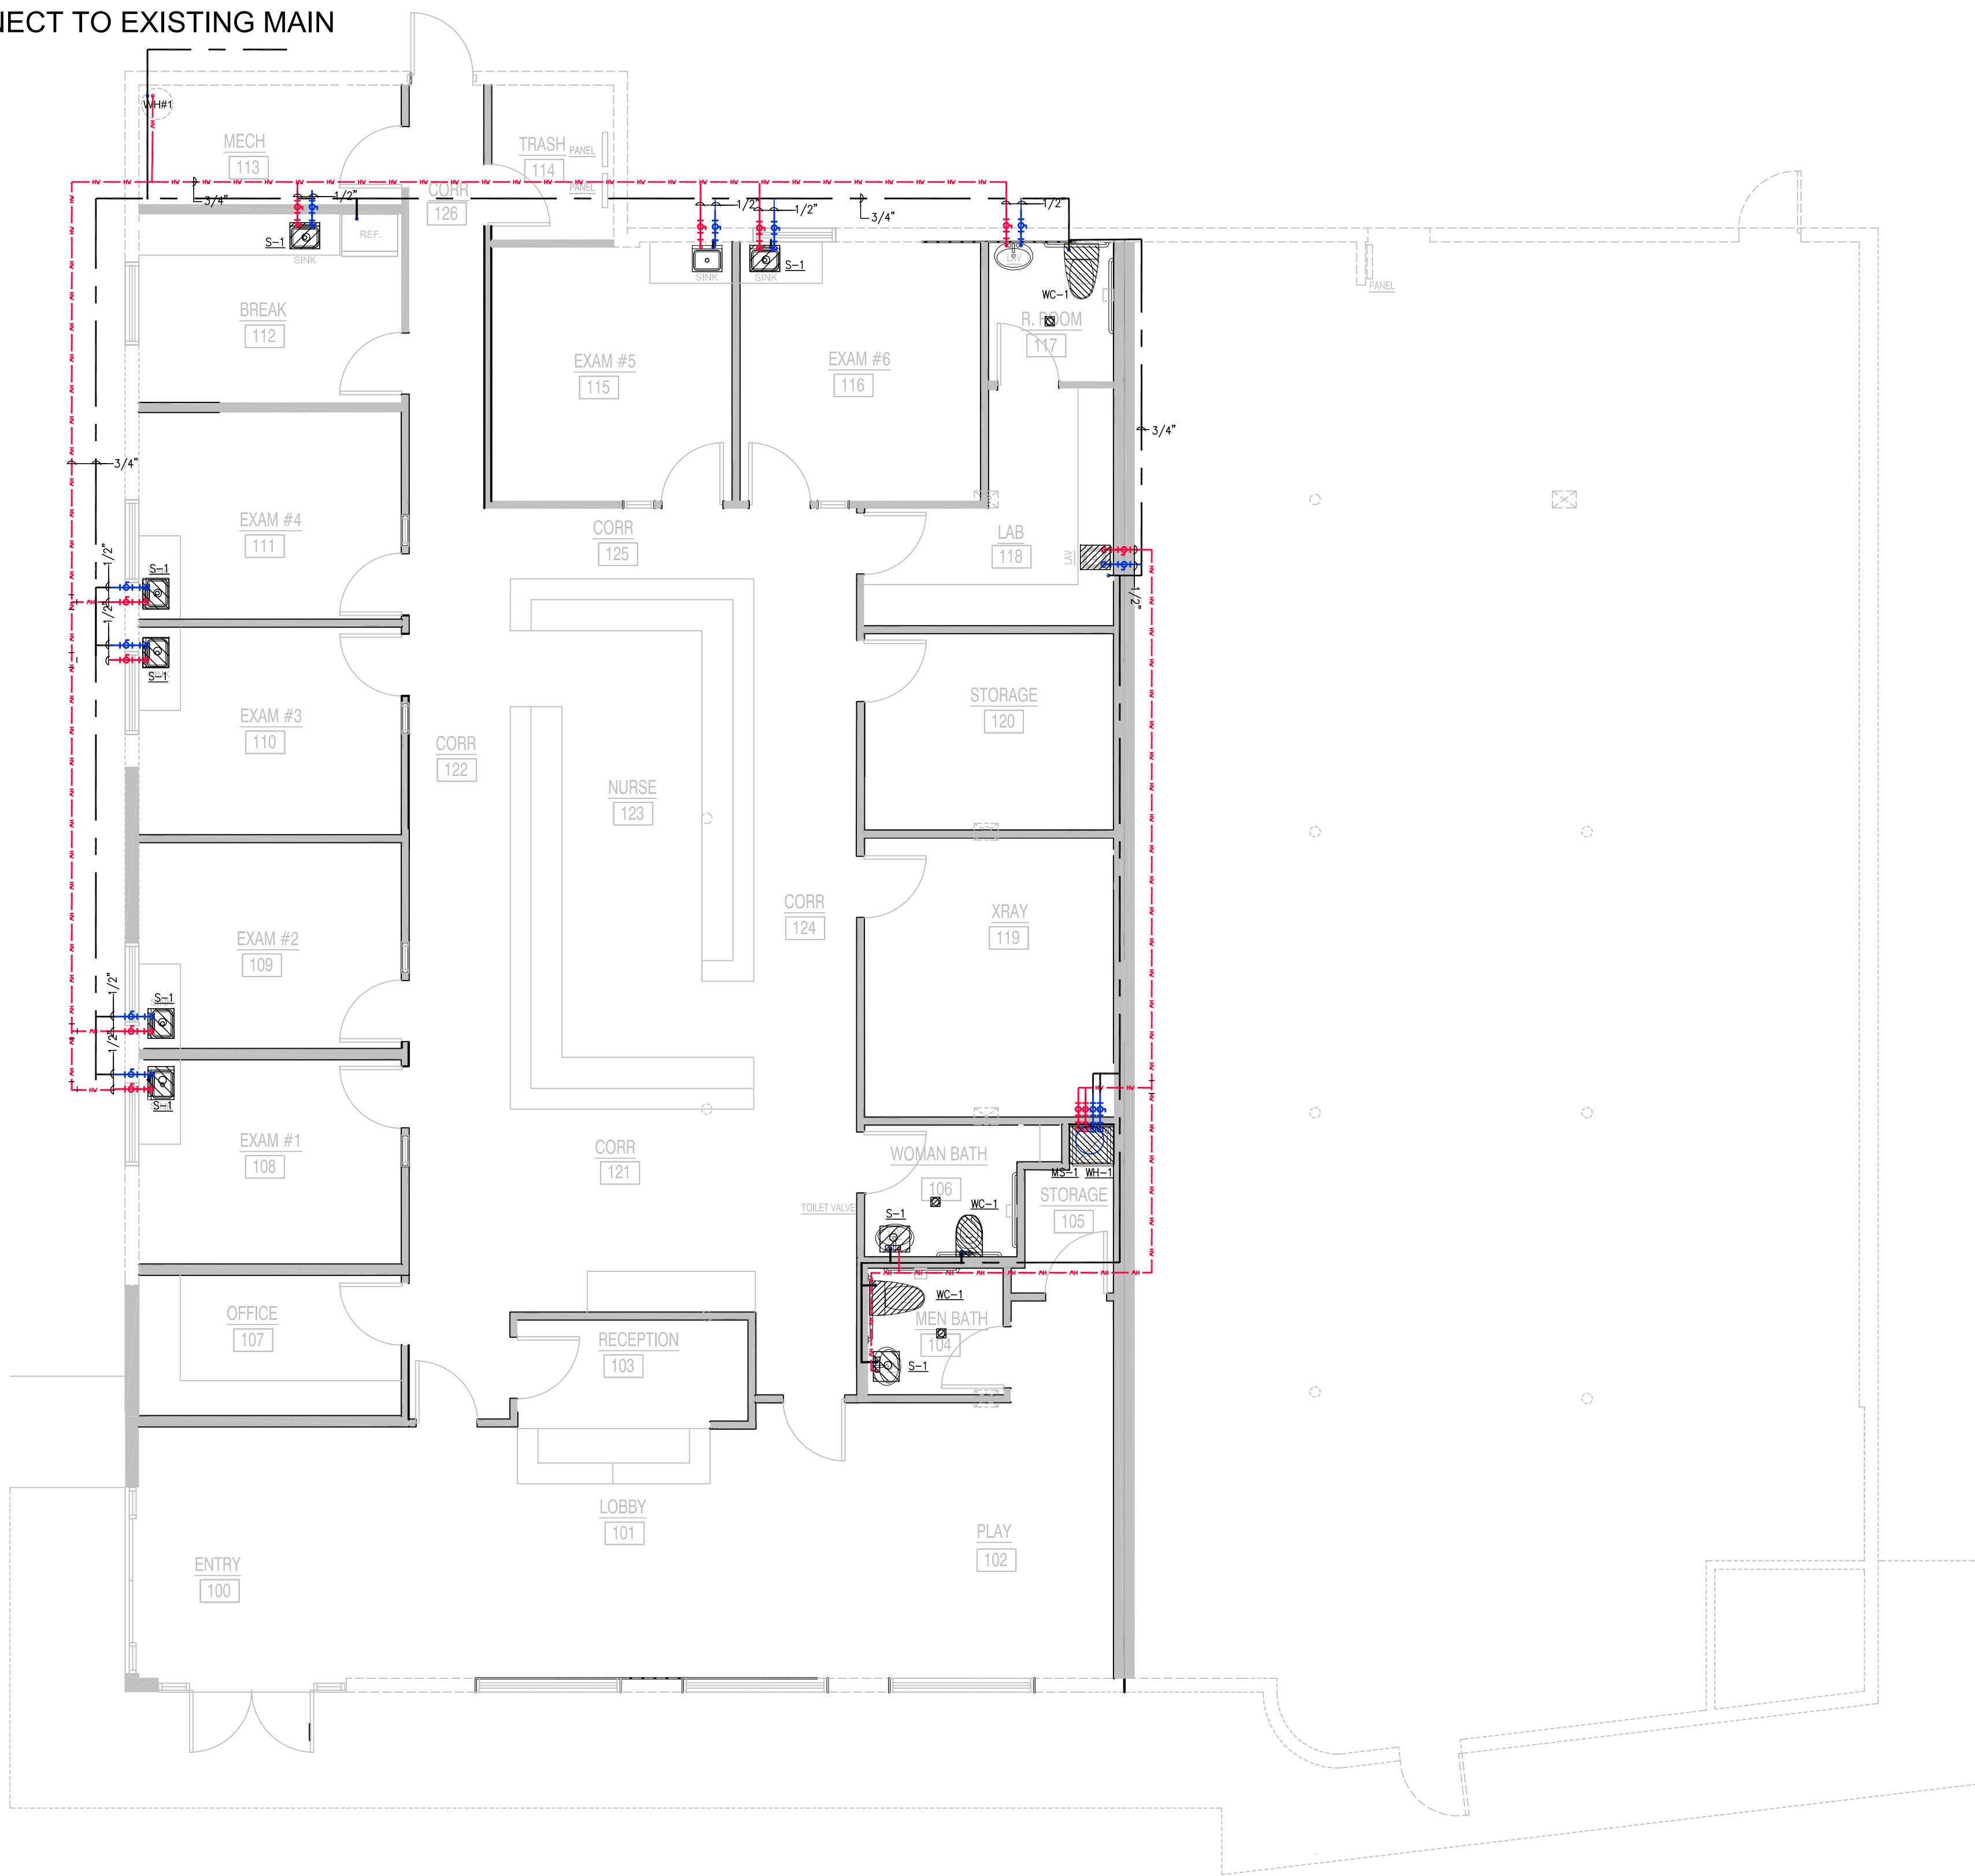 NECT TO EXISTING MAIN
WH#1
MECH
113
TRASH
114
PANEL
PANEL
CORR
126
3/4"
1/2"
1/2"
1/2"
3/4"
1/2"
S-1
SINK
REF.
SINK
SINK
S-1
LAV
WC-1
PANEL
BREAK
112
R. ROOM
117
EXAM #5
115
EXAM #6
116
3/4"
3/4"
EXAM #4
111
CORR
125
LAB
118
LAV
1/2"
1/2"
S-1
1/2"
S-1
EXAM #3
110
STORAGE
120
CORR
122
NURSE
123
CORR
124
XRAY
119
EXAM #2
109
1/2"
S-1
1/2"
S-1
EXAM #1
108
CORR
121
WOMAN BATH
106
MS-1
WH-1
STORAGE
105
TOILET VALVE
S-1
WC-1
OFFICE
107
RECEPTION
103
WC-1
MEN BATH
104
S-1
LOBBY
101
PLAY
102
ENTRY
100